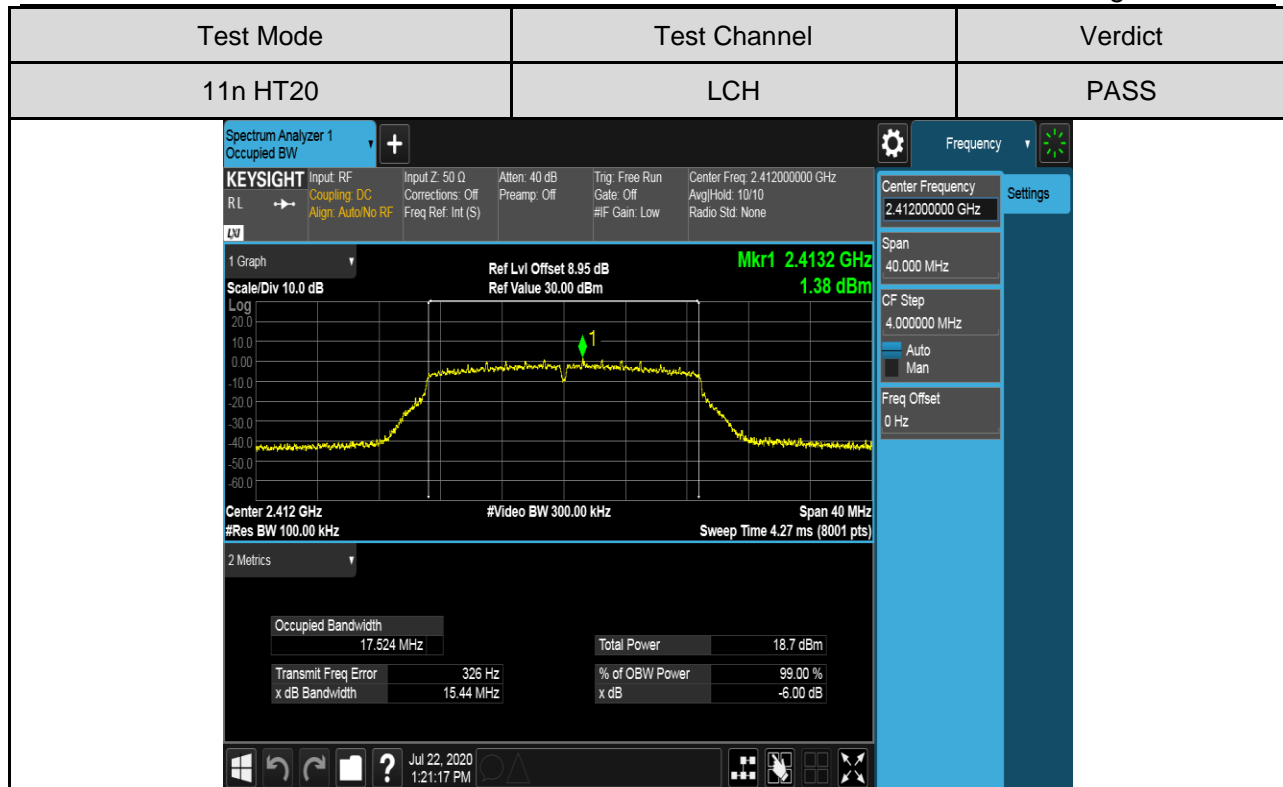 Test Mode Test Channel Verdict
11n HT20 LCH PASS
Spectrum Analyzer 1
Occupied BW
+
Frequency
KEYSIGHT Input: RF Input Z: 50 Ω Atten: 40 dB Trig: Free Run Center Freq: 2.412000000 GHz
R L Coupling: DC Corrections: Off Preamp: Off Gate: Off Avg|Hold: 10/10
Align: Auto/No RF Freq Ref: Int (S) #IF Gain: Low Radio Std: None
LXI
Center Frequency
2.412000000 GHz
Settings
Span
40.000 MHz
CF Step
4.000000 MHz
Auto
Man
Freq Offset
0 Hz
1 Graph Ref Lvl Offset 8.95 dB Mkr1 2.4132 GHz
Scale/Div 10.0 dB Ref Value 30.00 dBm 1.38 dBm
Log
20.0
10.0
0.00
-10.0
-20.0
-30.0
-40.0
-50.0
-60.0
1
Center 2.412 GHz #Video BW 300.00 kHz Span 40 MHz
#Res BW 100.00 kHz Sweep Time 4.27 ms (8001 pts)
2 Metrics
Occupied Bandwidth
17.524 MHz Total Power 18.7 dBm
Transmit Freq Error 326 Hz % of OBW Power 99.00 %
x dB Bandwidth 15.44 MHz x dB -6.00 dB
? Jul 22, 2020
1:21:17 PM